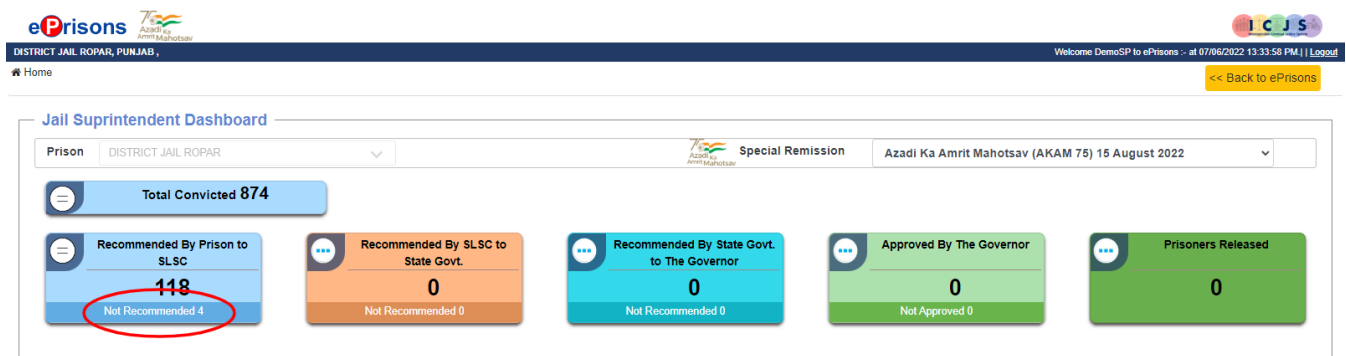 ePrisons
Azadi Ka
Amrit Mahotsav
I C J S
DISTRICT JAIL ROPAR, PUNJAB ,
Welcome DemoSP to ePrisons :- at 07/06/2022 13:33:58 PM.| | Logout
Home
<< Back to ePrisons
Jail Suprintendent Dashboard
Prison DISTRICT JAIL ROPAR
Azadi Ka
Amrit Mahotsav
Special Remission Azadi Ka Amrit Mahotsav (AKAM 75) 15 August 2022
Total Convicted 874
Recommended By Prison to
SLSC
118
Not Recommended 4
Recommended By SLSC to
State Govt.
0
Not Recommended 0
Recommended By State Govt.
to The Governor
0
Not Recommended 0
Approved By The Governor
0
Not Approved 0
Prisoners Released
0